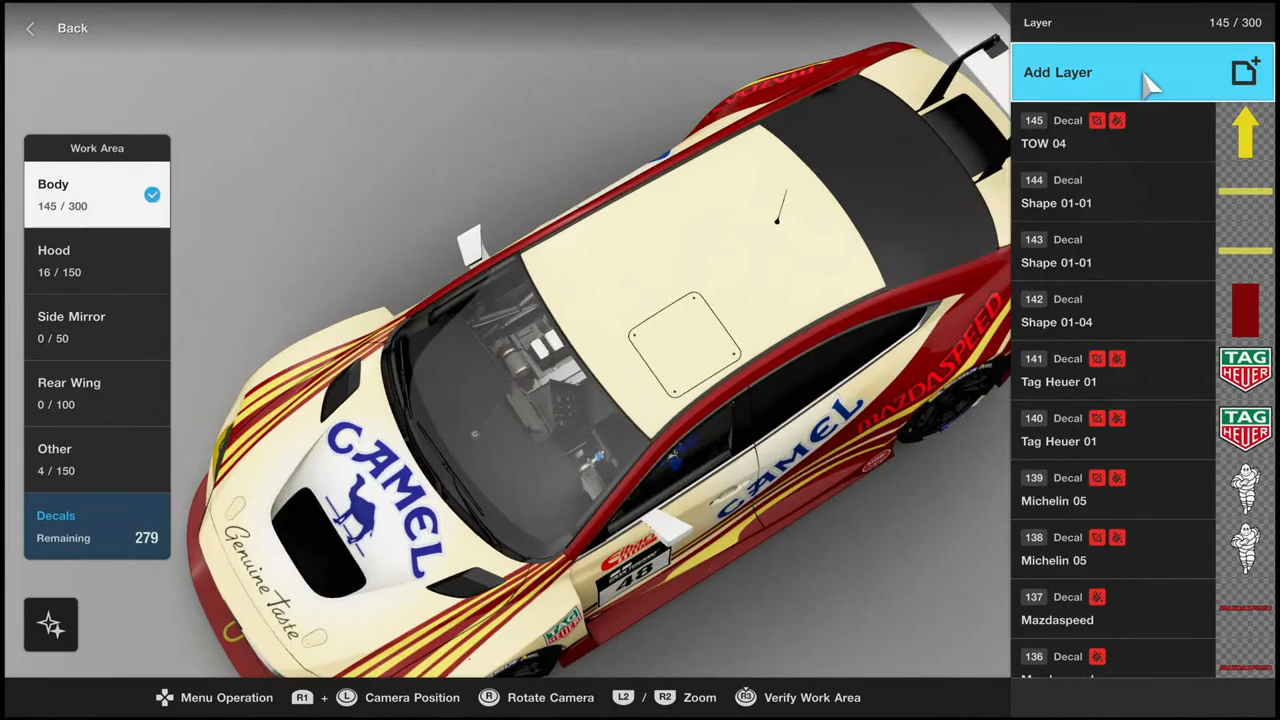 Back
Layer 145 / 300
Add Layer
145 Decal
TOW 04
144 Decal
Shape 01-01
143 Decal
Shape 01-01
142 Decal
Shape 01-04
141 Decal
Tag Heuer 01
140 Decal
Tag Heuer 01
139 Decal
Michelin 05
138 Decal
Michelin 05
137 Decal
Mazdaspeed
136 Decal
TAG
HEUER
TAG
HEUER
Work Area
Body
145 / 300
Hood
16 / 150
Side Mirror
0 / 50
Rear Wing
0 / 100
Other
4 / 150
Decals
Remaining 279
verizon
CAMEL
Genuine Taste
CAMEL
MAZDASPEED
48
TAG
HEUER
Menu Operation R1 + L Camera Position R Rotate Camera L2 / R2 Zoom R3 Verify Work Area